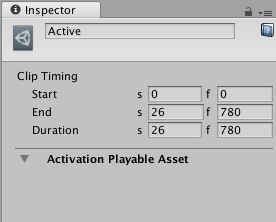 Inspector
Active
Clip Timing
Start s 0 f 0
End s 26 f 780
Duration s 26 f 780
Activation Playable Asset